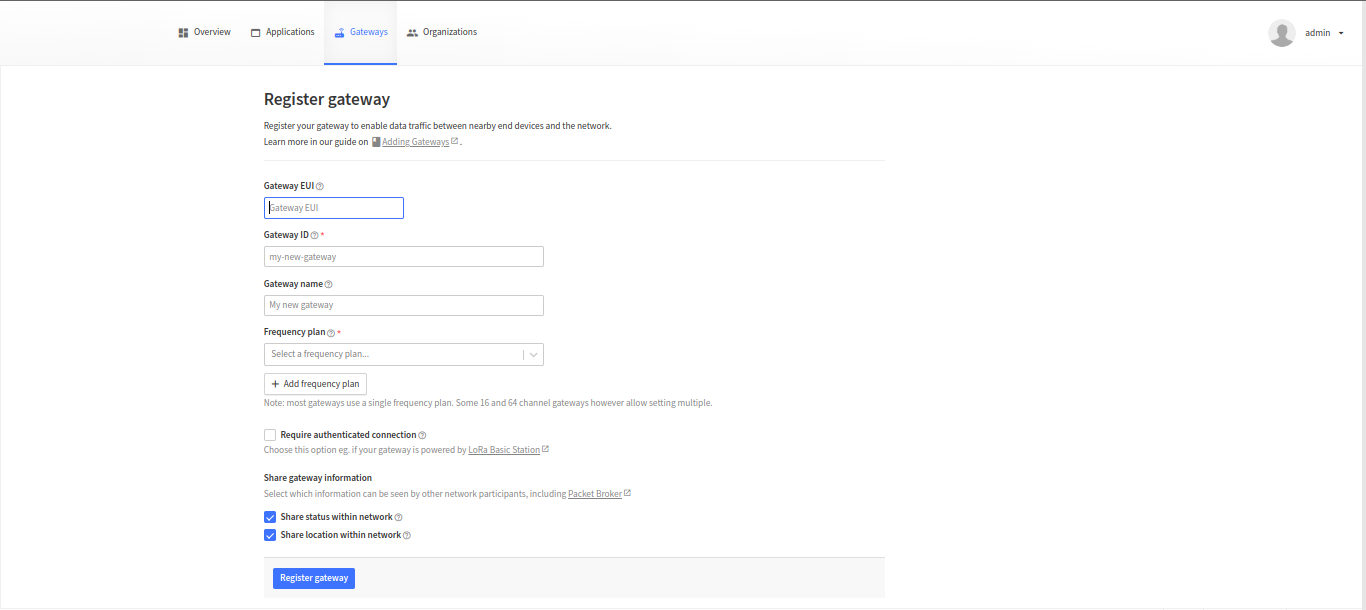 Overview Applications Gateways Organizations admin
Register gateway
Register your gateway to enable data traffic between nearby end devices and the network.
Learn more in our guide on Adding Gateways .
Gateway EUI
Gateway EUI
Gateway ID *
my-new-gateway
Gateway name
My new gateway
Frequency plan *
Select a frequency plan...
+ Add frequency plan
Note: most gateways use a single frequency plan. Some 16 and 64 channel gateways however allow setting multiple.
Require authenticated connection
Choose this option eg. if your gateway is powered by LoRa Basic Station
Share gateway information
Select which information can be seen by other network participants, including Packet Broker
Share status within network
Share location within network
Register gateway